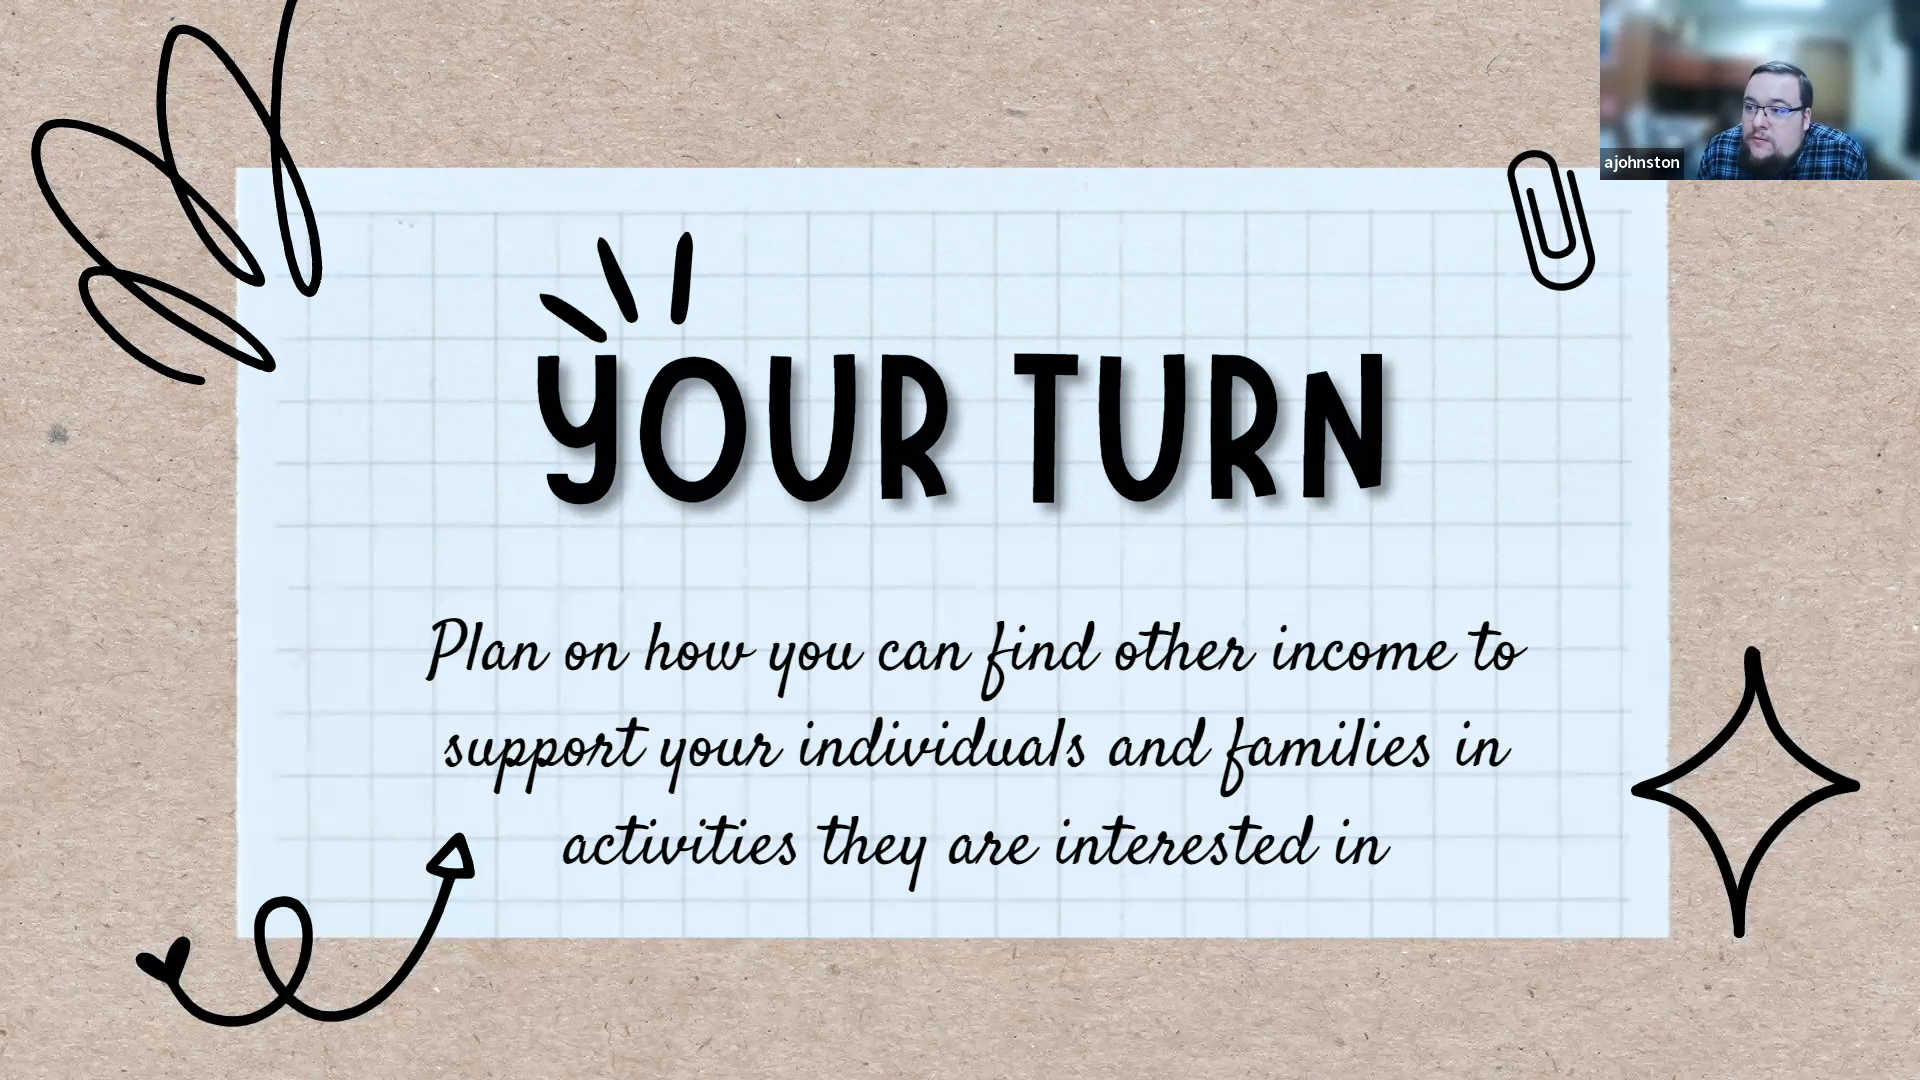 ajohnston
YOUR TURN
Plan on how you can find other income to
support your individuals and families in
activities they are interested in